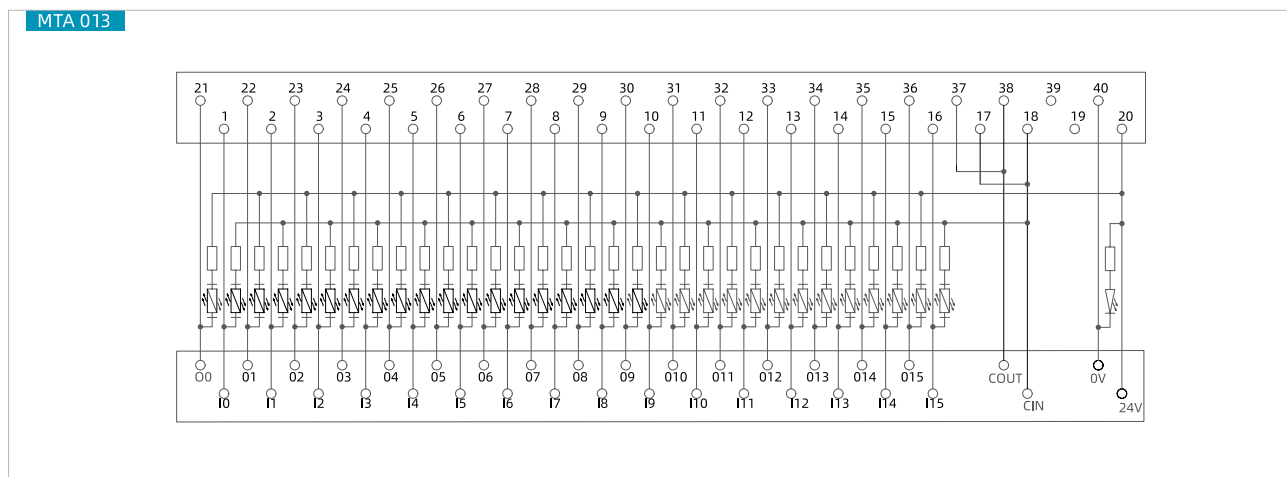 MTA 013
21 22 23 24 25 26 27 28 29 30 31 32 33 34 35 36 37 38 39 40
1 2 3 4 5 6 7 8 9 10 11 12 13 14 15 16 17 18 19 20
O0 01 02 03 04 05 06 07 08 09 010 011 012 013 014 015 COUT 0V
I0 I1 I2 I3 I4 I5 I6 I7 I8 I9 I10 I11 I12 I13 I14 I15 CIN 24V